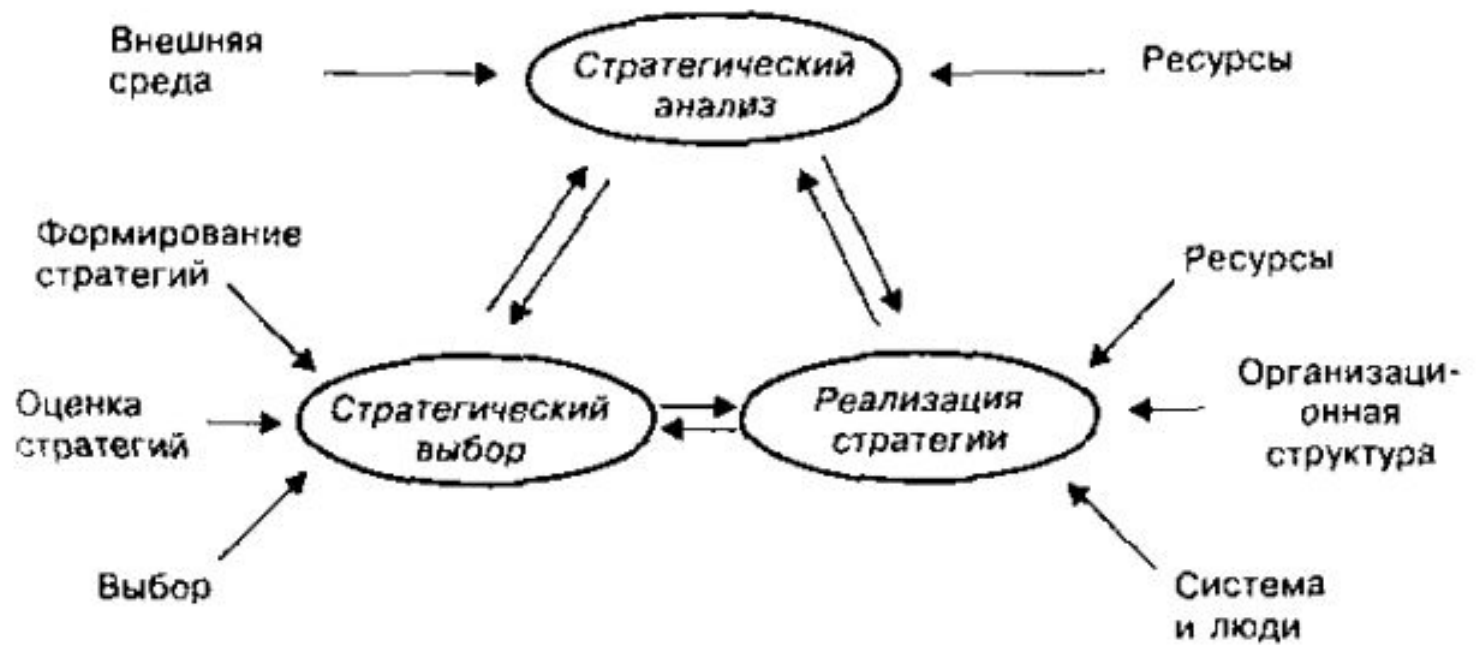 Внешняя
среда
Стратегический
анализ
Ресурсы
Формирование
стратегий
Ресурсы
Оценка
стратегий
Стратегический
выбор
Реализация
стратегии
Организаци-
онная
структура
Выбор
Система
и люди